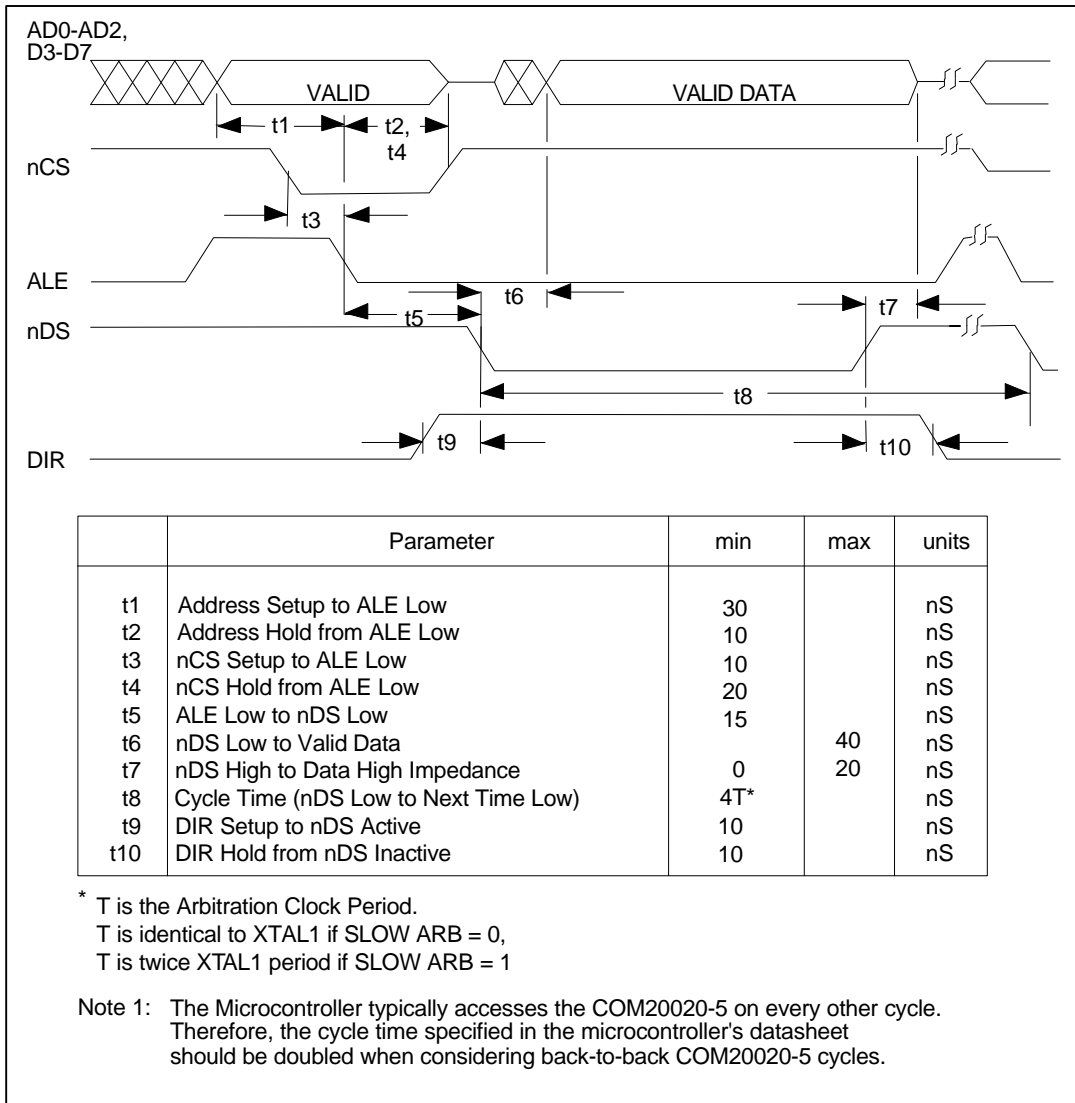 AD0-AD2,
D3-D7
VALID
VALID DATA
t1
t2,
t4
nCS
t3
ALE
t6
t7
t5
nDS
t8
t9
t10
DIR
Parameter min max units
t1 Address Setup to ALE Low 30 nS
t2 Address Hold from ALE Low 10 nS
t3 nCS Setup to ALE Low 10 nS
t4 nCS Hold from ALE Low 20 nS
t5 ALE Low to nDS Low 15 nS
t6 nDS Low to Valid Data 40 nS
t7 nDS High to Data High Impedance 0 20 nS
t8 Cycle Time (nDS Low to Next Time Low) 4T* nS
t9 DIR Setup to nDS Active 10 nS
t10 DIR Hold from nDS Inactive 10 nS
* T is the Arbitration Clock Period.
T is identical to XTAL1 if SLOW ARB = 0,
T is twice XTAL1 period if SLOW ARB = 1
Note 1: The Microcontroller typically accesses the COM20020-5 on every other cycle.
Therefore, the cycle time specified in the microcontroller's datasheet
should be doubled when considering back-to-back COM20020-5 cycles.